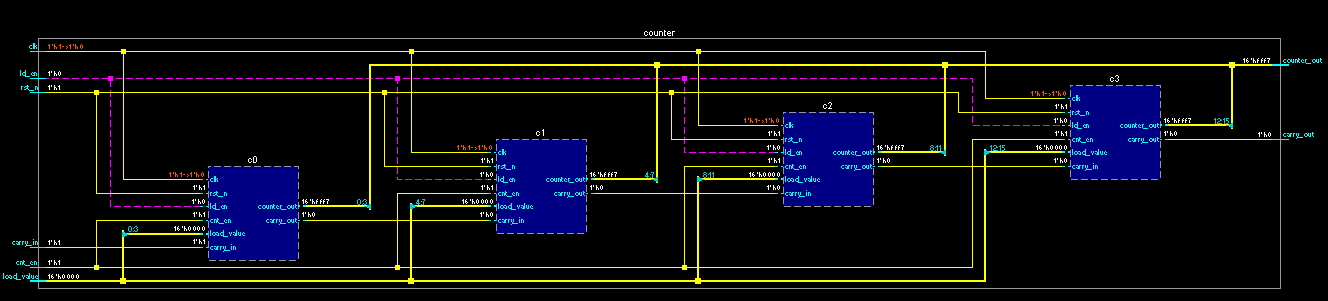 counter
clk 1'h1->1'h0
ld_en 1'h0
rst_n 1'h1
16'hfff7 counter_out
1'h0 carry_out
carry_in 1'h1
cnt_en 1'h1
load_value 16'h0000
c0
1'h1->1'h0 clk
1'h1 rst_n
1'h0 ld_en
1'h1 cnt_en
16'h0000 load_value
1'h1 carry_in
counter_out 16'hfff7
carry_out 1'h0
0:3
0:3
c1
1'h1->1'h0 clk
1'h1 rst_n
1'h0 ld_en
1'h1 cnt_en
16'h0000 load_value
1'h0 carry_in
counter_out 16'hfff7
carry_out 1'h0
4:7
4:7
c2
1'h1->1'h0 clk
1'h1 rst_n
1'h0 ld_en
1'h1 cnt_en
16'h0000 load_value
1'h0 carry_in
counter_out 16'hfff7
carry_out 1'h0
8:11
8:11
c3
1'h1->1'h0 clk
1'h1 rst_n
1'h0 ld_en
1'h1 cnt_en
16'h0000 load_value
1'h0 carry_in
counter_out 16'hfff7
carry_out 1'h0
12:15
12:15